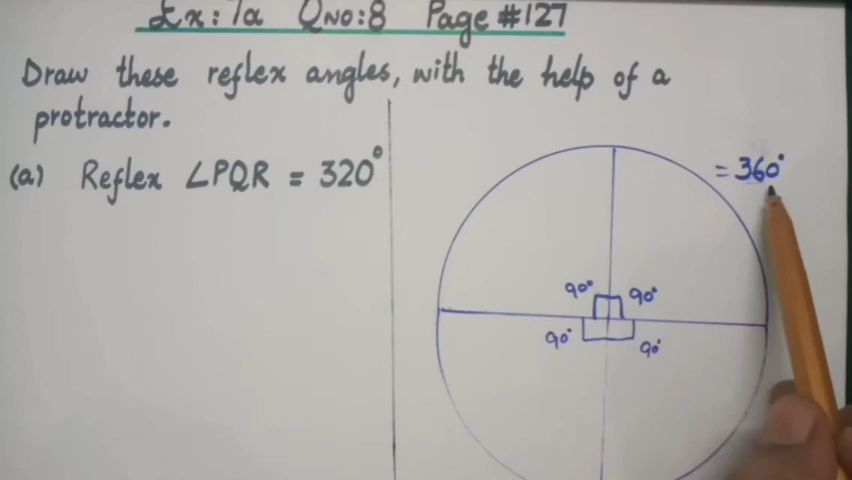 Ex: 7a QNO:8 Page #127
Draw these reflex angles, with the help of a
protractor.
(a) Reflex ∠PQR = 320°
= 360°
90° 90°
90° 90°